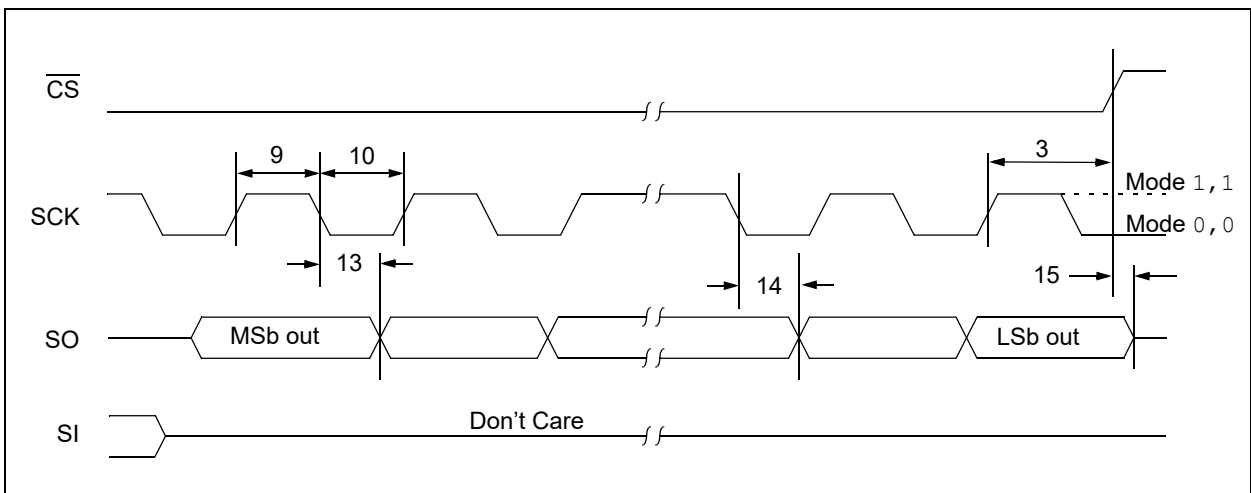 CS
3
9
10
Mode 1,1
SCK
Mode 0,0
13
14
15
SO
MSb out
LSb out
Don't Care
SI